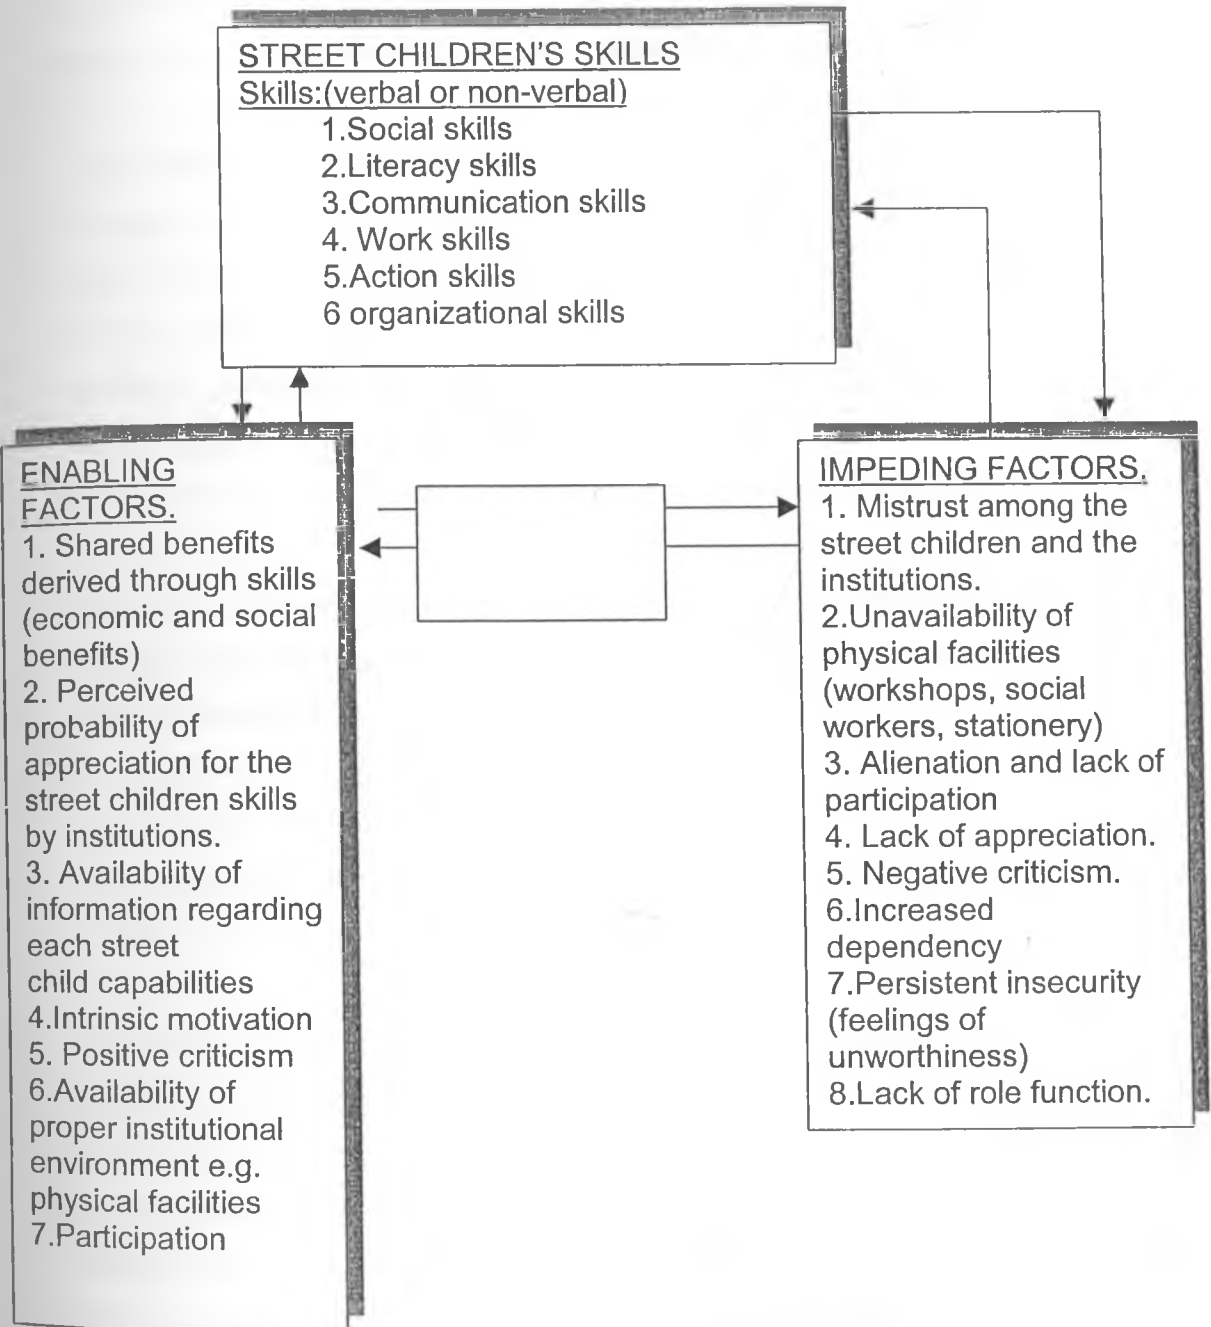 STREET CHILDREN'S SKILLS
Skills:(verbal or non-verbal)
1.Social skills
2.Literacy skills
3.Communication skills
4. Work skills
5.Action skills
6 organizational skills
ENABLING
FACTORS.
1. Shared benefits
derived through skills
(economic and social
benefits)
2. Perceived
probability of
appreciation for the
street children skills
by institutions.
3. Availability of
information regarding
each street
child capabilities
4.Intrinsic motivation
5. Positive criticism
6.Availability of
proper institutional
environment e.g.
physical facilities
7.Participation
IMPEDING FACTORS.
1. Mistrust among the
street children and the
institutions.
2.Unavailability of
physical facilities
(workshops, social
workers, stationery)
3. Alienation and lack of
participation
4. Lack of appreciation.
5. Negative criticism.
6.Increased
dependency
7.Persistent insecurity
(feelings of
unworthiness)
8.Lack of role function.